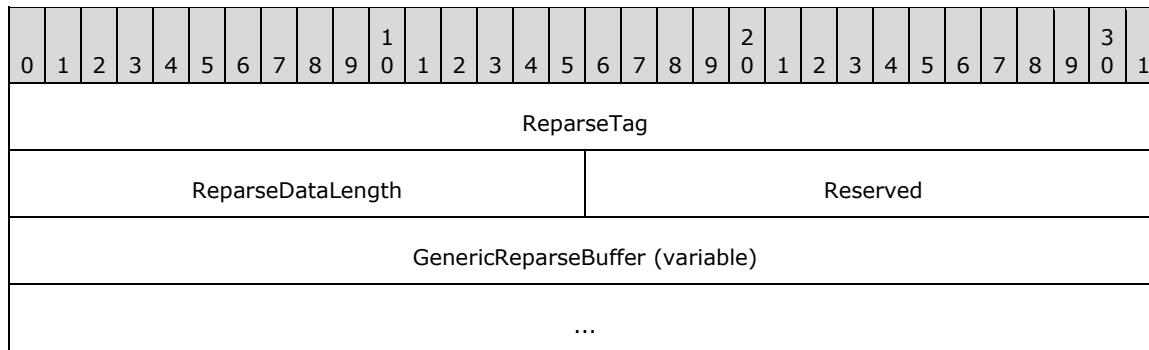 1 2 3
0 1 2 3 4 5 6 7 8 9 0 1 2 3 4 5 6 7 8 9 0 1 2 3 4 5 6 7 8 9 0 1
ReparseTag
ReparseDataLength Reserved
GenericReparseBuffer (variable)
...